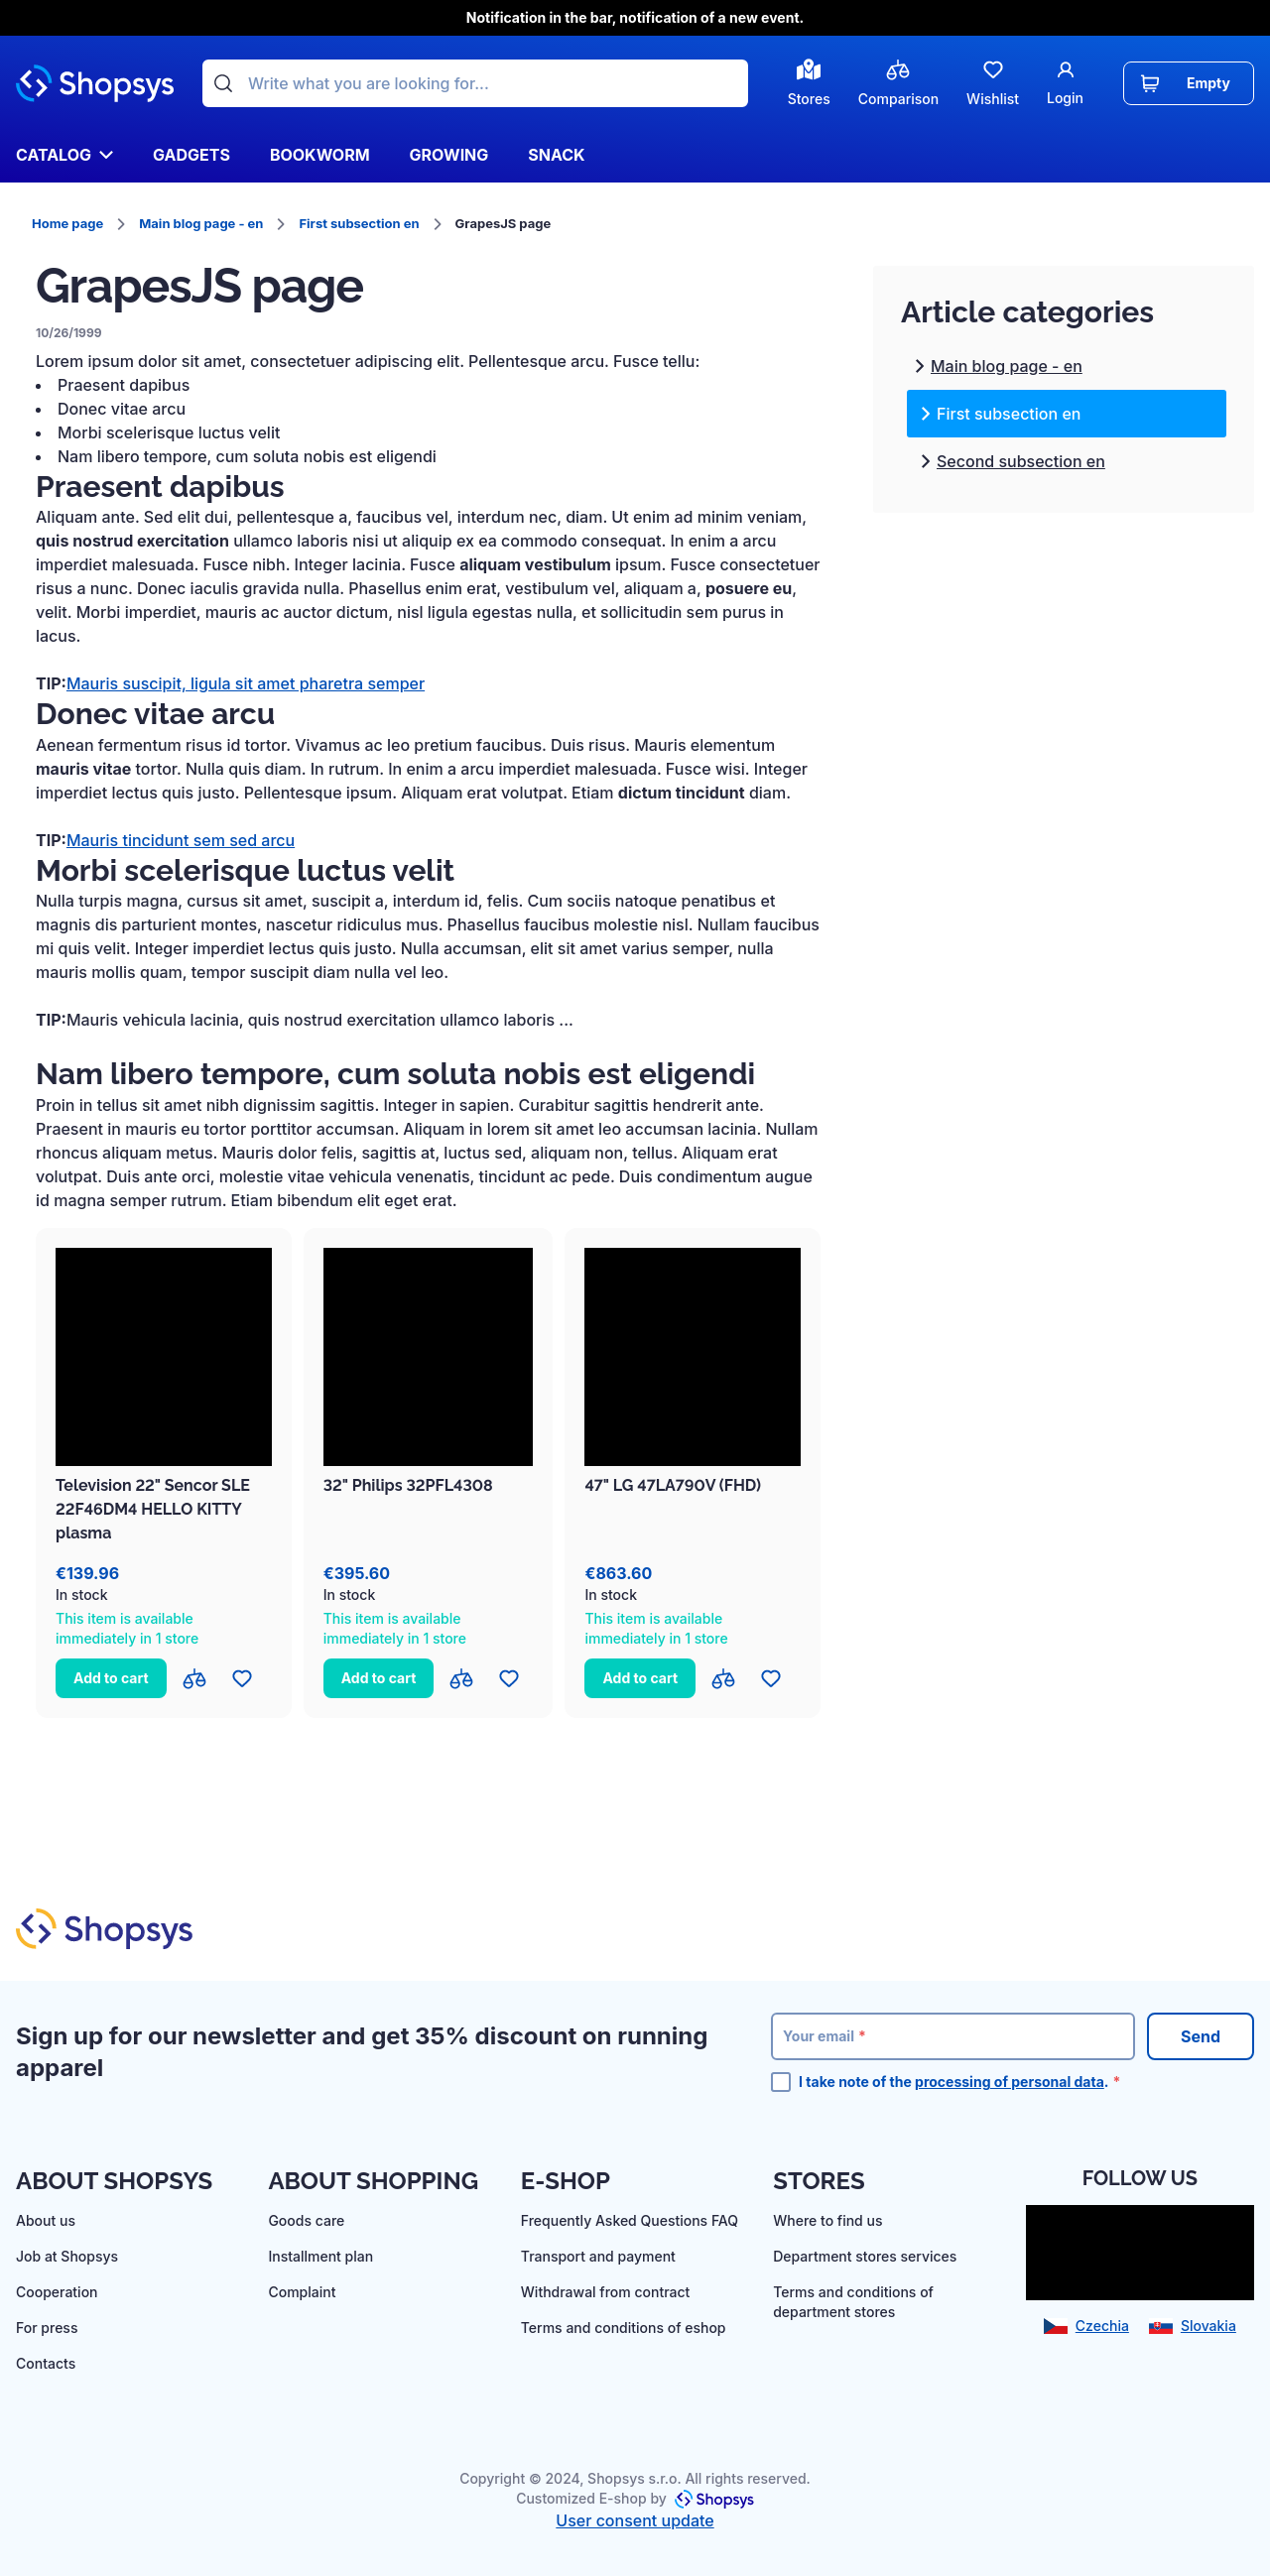 Notification in the bar, notification of a new event.
Shopsys
Write what you are looking for...
Stores
Comparison
Wishlist
Login
Empty
CATALOG
GADGETS
BOOKWORM
GROWING
SNACK
Home page
Main blog page - en
First subsection en
GrapesJS page
GrapesJS page
10/26/1999
Lorem ipsum dolor sit amet, consectetuer adipiscing elit. Pellentesque arcu. Fusce tellu:
• Praesent dapibus
• Donec vitae arcu
• Morbi scelerisque luctus velit
• Nam libero tempore, cum soluta nobis est eligendi
Praesent dapibus
Aliquam ante. Sed elit dui, pellentesque a, faucibus vel, interdum nec, diam. Ut enim ad minim veniam,
quis nostrud exercitation ullamco laboris nisi ut aliquip ex ea commodo consequat. In enim a arcu
imperdiet malesuada. Fusce nibh. Integer lacinia. Fusce aliquam vestibulum ipsum. Fusce consectetuer
risus a nunc. Donec iaculis gravida nulla. Phasellus enim erat, vestibulum vel, aliquam a, posuere eu,
velit. Morbi imperdiet, mauris ac auctor dictum, nisl ligula egestas nulla, et sollicitudin sem purus in
lacus.
TIP:Mauris suscipit, ligula sit amet pharetra semper
Donec vitae arcu
Aenean fermentum risus id tortor. Vivamus ac leo pretium faucibus. Duis risus. Mauris elementum
mauris vitae tortor. Nulla quis diam. In rutrum. In enim a arcu imperdiet malesuada. Fusce wisi. Integer
imperdiet lectus quis justo. Pellentesque ipsum. Aliquam erat volutpat. Etiam dictum tincidunt diam.
TIP:Mauris tincidunt sem sed arcu
Morbi scelerisque luctus velit
Nulla turpis magna, cursus sit amet, suscipit a, interdum id, felis. Cum sociis natoque penatibus et
magnis dis parturient montes, nascetur ridiculus mus. Phasellus faucibus molestie nisl. Nullam faucibus
mi quis velit. Integer imperdiet lectus quis justo. Nulla accumsan, elit sit amet varius semper, nulla
mauris mollis quam, tempor suscipit diam nulla vel leo.
TIP:Mauris vehicula lacinia, quis nostrud exercitation ullamco laboris ...
Nam libero tempore, cum soluta nobis est eligendi
Proin in tellus sit amet nibh dignissim sagittis. Integer in sapien. Curabitur sagittis hendrerit ante.
Praesent in mauris eu tortor porttitor accumsan. Aliquam in lorem sit amet leo accumsan lacinia. Nullam
rhoncus aliquam metus. Mauris dolor felis, sagittis at, luctus sed, aliquam non, tellus. Aliquam erat
volutpat. Duis ante orci, molestie vitae vehicula venenatis, tincidunt ac pede. Duis condimentum augue
id magna semper rutrum. Etiam bibendum elit eget erat.
Article categories
Main blog page - en
First subsection en
Second subsection en
Television 22" Sencor SLE
22F46DM4 HELLO KITTY
plasma
€139.96
In stock
This item is available
immediately in 1 store
Add to cart
32" Philips 32PFL4308
€395.60
In stock
This item is available
immediately in 1 store
Add to cart
47" LG 47LA790V (FHD)
€863.60
In stock
This item is available
immediately in 1 store
Add to cart
Shopsys
Sign up for our newsletter and get 35% discount on running
apparel
Your email *
Send
I take note of the processing of personal data. *
ABOUT SHOPSYS
About us
Job at Shopsys
Cooperation
For press
Contacts
ABOUT SHOPPING
Goods care
Installment plan
Complaint
E-SHOP
Frequently Asked Questions FAQ
Transport and payment
Withdrawal from contract
Terms and conditions of eshop
STORES
Where to find us
Department stores services
Terms and conditions of
department stores
FOLLOW US
Czechia
Slovakia
Copyright © 2024, Shopsys s.r.o. All rights reserved.
Customized E-shop by Shopsys
User consent update